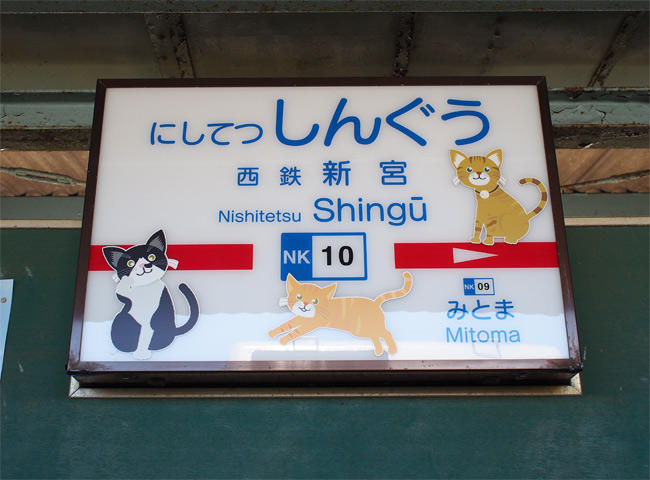 にしてつ しんぐう
西鉄 新宮
Nishitetsu Shingū
NK 10
NK 09
みとま
Mitoma